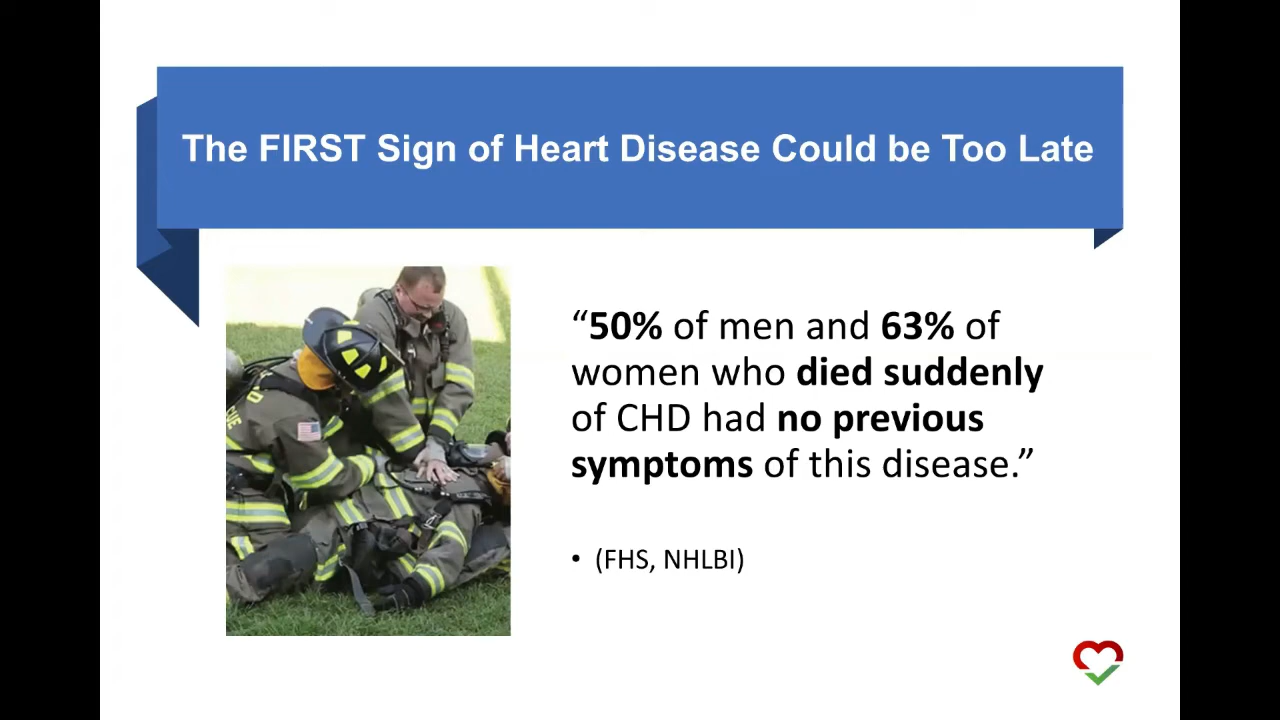 The FIRST Sign of Heart Disease Could be Too Late
“50% of men and 63% of
women who died suddenly
of CHD had no previous
symptoms of this disease.”
• (FHS, NHLBI)